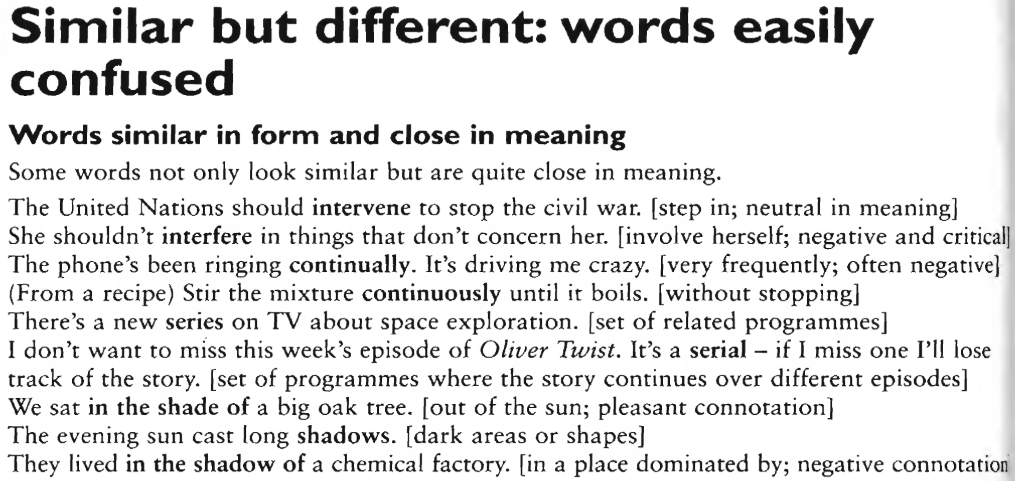 Similar but different: words easily
confused
Words similar in form and close in meaning
Some words not only look similar but are quite close in meaning.
The United Nations should intervene to stop the civil war. [step in; neutral in meaning]
She shouldn't interfere in things that don't concern her. [involve herself; negative and critical]
The phone's been ringing continually. It's driving me crazy. [very frequently; often negative]
(From a recipe) Stir the mixture continuously until it boils. [without stopping]
There's a new series on TV about space exploration. [set of related programmes]
I don't want to miss this week's episode of Oliver Twist. It's a serial – if I miss one I'll lose
track of the story. [set of programmes where the story continues over different episodes]
We sat in the shade of a big oak tree. [out of the sun; pleasant connotation]
The evening sun cast long shadows. [dark areas or shapes]
They lived in the shadow of a chemical factory. [in a place dominated by; negative connotation